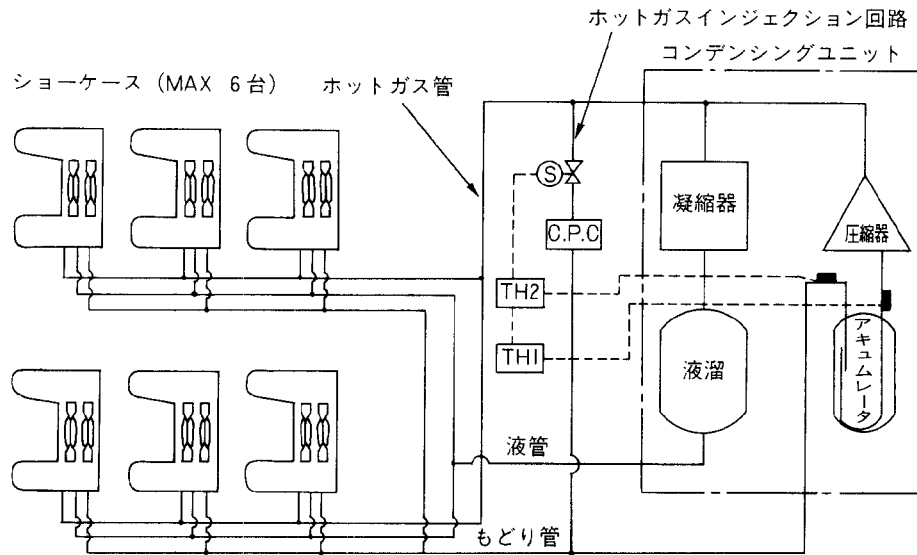 ホットガスインジェクション回路
コンデンシングユニット
ショーケース (MAX 6台)
ホットガス管
S
凝縮器
C.P.C
圧縮器
TH2
TH1
液溜
アキュムレータ
液管
もどり管